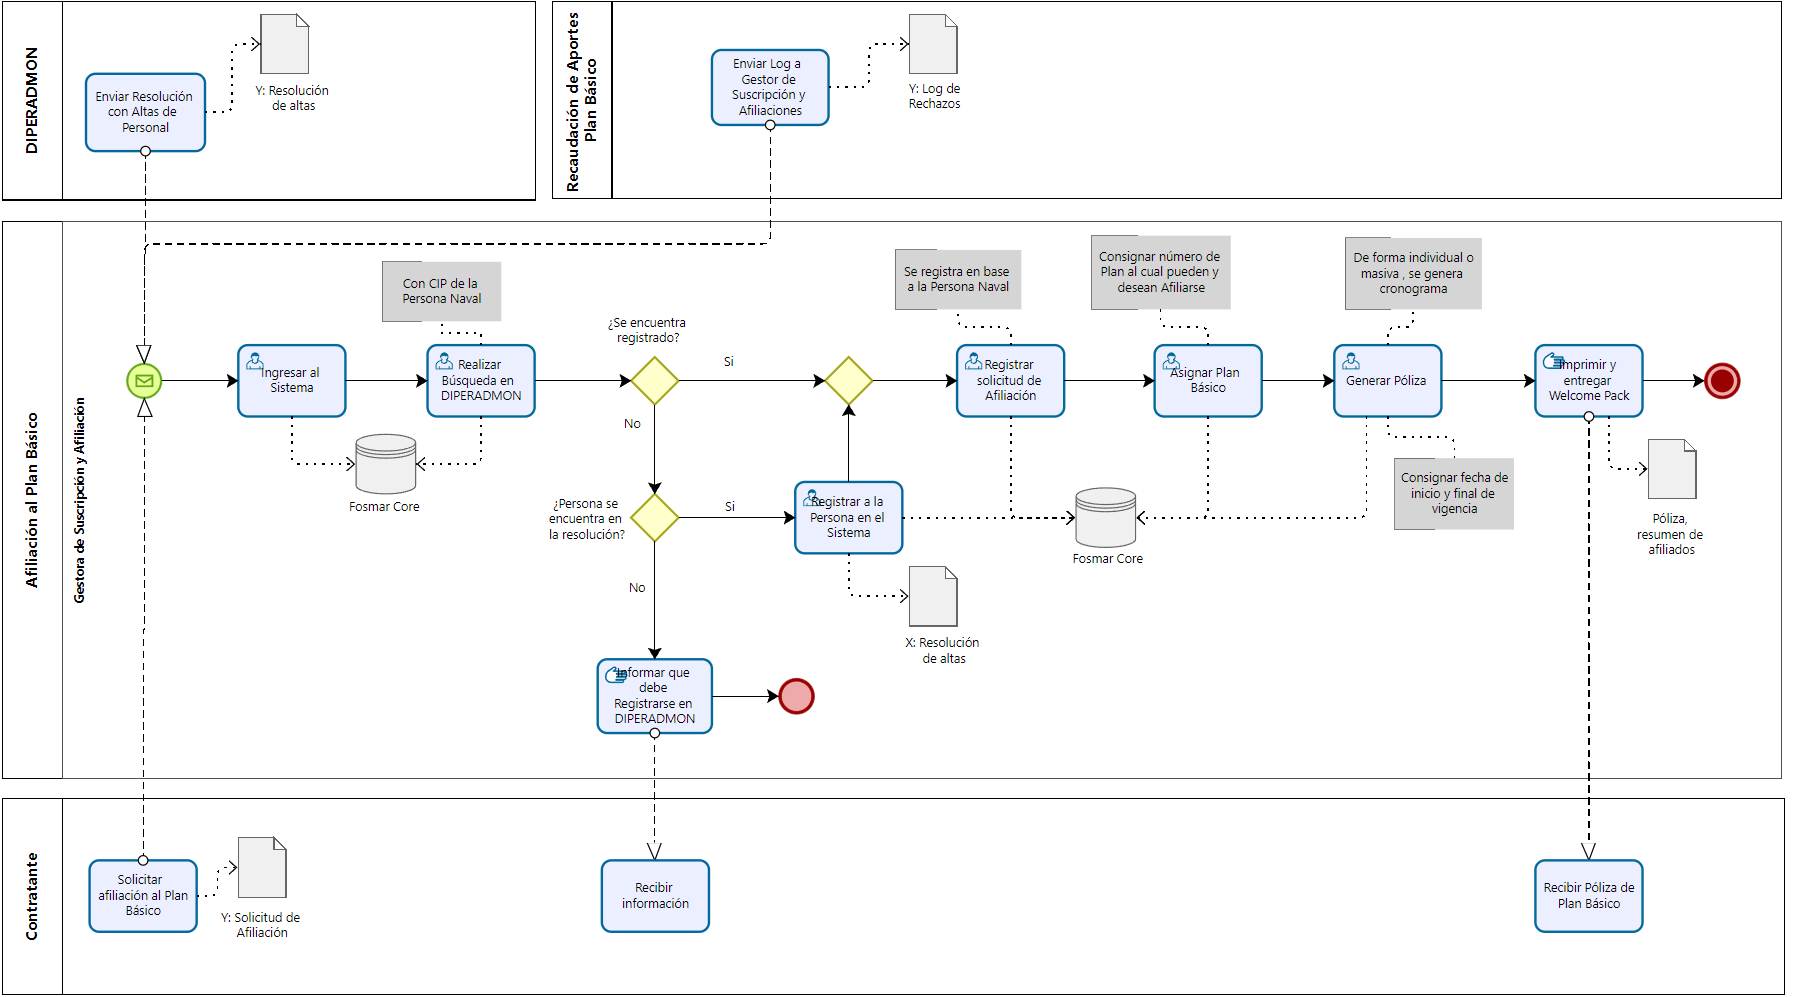 DIPERADMON
Enviar Resolución
con Altas de
Personal
Y: Resolución
de altas
Recaudación de Aportes
Plan Básico
Enviar Log a
Gestor de
Suscripción y
Afiliaciones
Y: Log de
Rechazos
Afiliación al Plan Básico
Gestora de Suscripción y Afiliación
Ingresar al
Sistema
Con CIP de la
Persona Naval
Realizar
Búsqueda en
DIPERADMON
Fosmar Core
¿Se encuentra
registrado?
Si
No
¿Persona se
encuentra en
la resolución?
Si
No
Registrar a la
Persona en el
Sistema
X: Resolución
de altas
Informar que
debe
Registrarse en
DIPERADMON
Se registra en base
a la Persona Naval
Registrar
solicitud de
Afiliación
Consignar número de
Plan al cual pueden y
desean Afiliarse
Asignar Plan
Básico
Fosmar Core
De forma individual o
masiva , se genera
cronograma
Generar Póliza
Consignar fecha de
inicio y final de
vigencia
Imprimir y
entregar
Welcome Pack
Póliza,
resumen de
afiliados
Contratante
Solicitar
afiliación al Plan
Básico
Y: Solicitud de
Afiliación
Recibir
información
Recibir Póliza de
Plan Básico